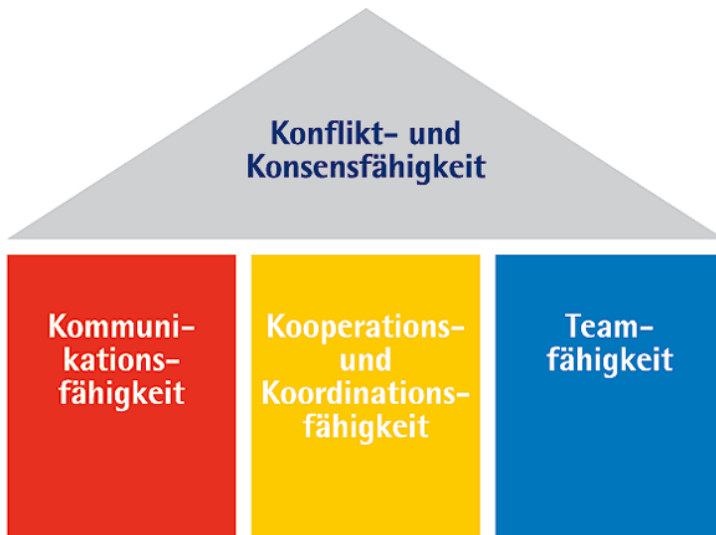 Konflikt- und
Konsensfähigkeit
Kommuni-
kations-
fähigkeit
Kooperations-
und
Koordinations-
fähigkeit
Team-
fähigkeit